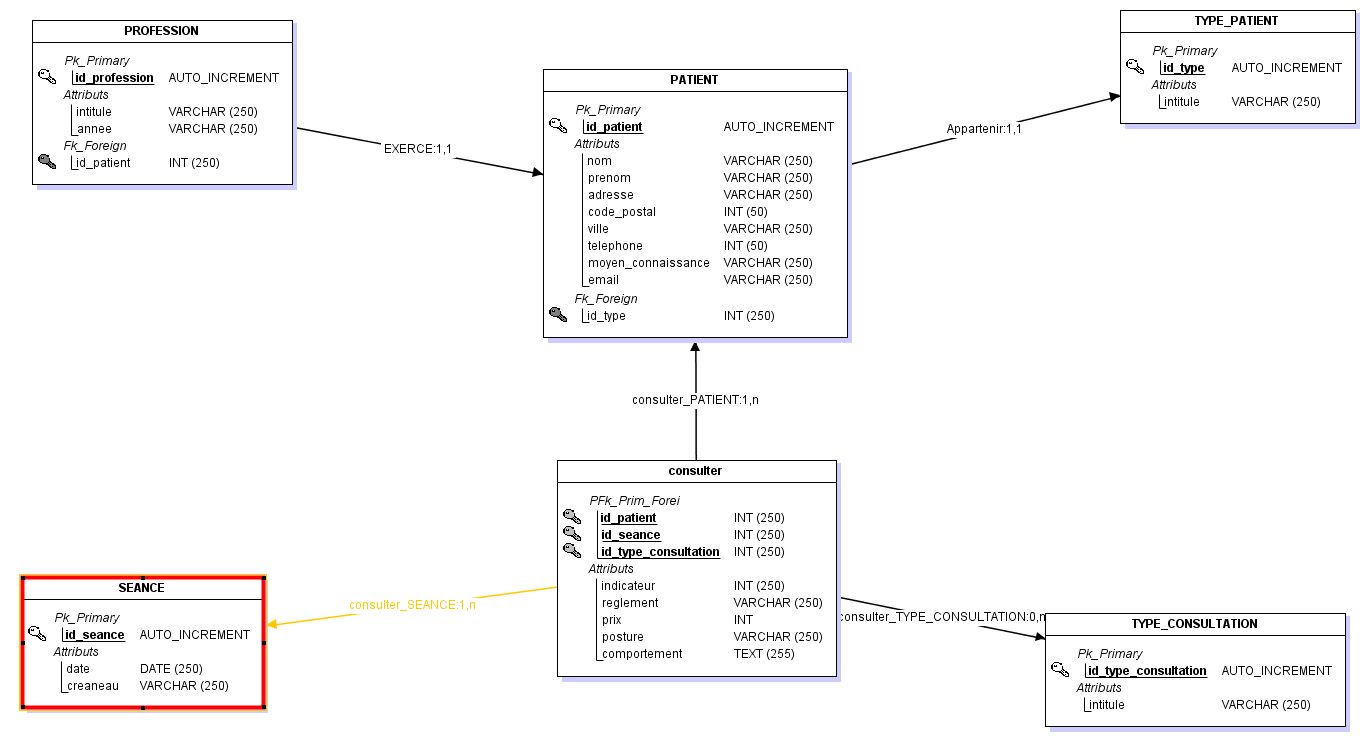 PROFESSION
Pk_Primary
id_profession AUTO_INCREMENT
Attributs
intitule VARCHAR (250)
annee VARCHAR (250)
Fk_Foreign
id_patient INT (250)
EXERCE:1,1
PATIENT
Pk_Primary
id_patient AUTO_INCREMENT
Attributs
nom VARCHAR (250)
prenom VARCHAR (250)
adresse VARCHAR (250)
code_postal INT (50)
ville VARCHAR (250)
telephone INT (50)
moyen_connaissance VARCHAR (250)
email VARCHAR (250)
Fk_Foreign
id_type INT (250)
Appartenir:1,1
TYPE_PATIENT
Pk_Primary
id_type AUTO_INCREMENT
Attributs
intitule VARCHAR (250)
consulter_PATIENT:1,n
consulter
PFk_Prim_Forei
id_patient INT (250)
id_seance INT (250)
id_type_consultation INT (250)
Attributs
indicateur INT (250)
reglement VARCHAR (250)
prix INT
posture VARCHAR (250)
comportement TEXT (255)
consulter_SEANCE:1,n
SEANCE
Pk_Primary
id_seance AUTO_INCREMENT
Attributs
date DATE (250)
creaneau VARCHAR (250)
consulter_TYPE_CONSULTATION:0,n
TYPE_CONSULTATION
Pk_Primary
id_type_consultation AUTO_INCREMENT
Attributs
intitule VARCHAR (250)